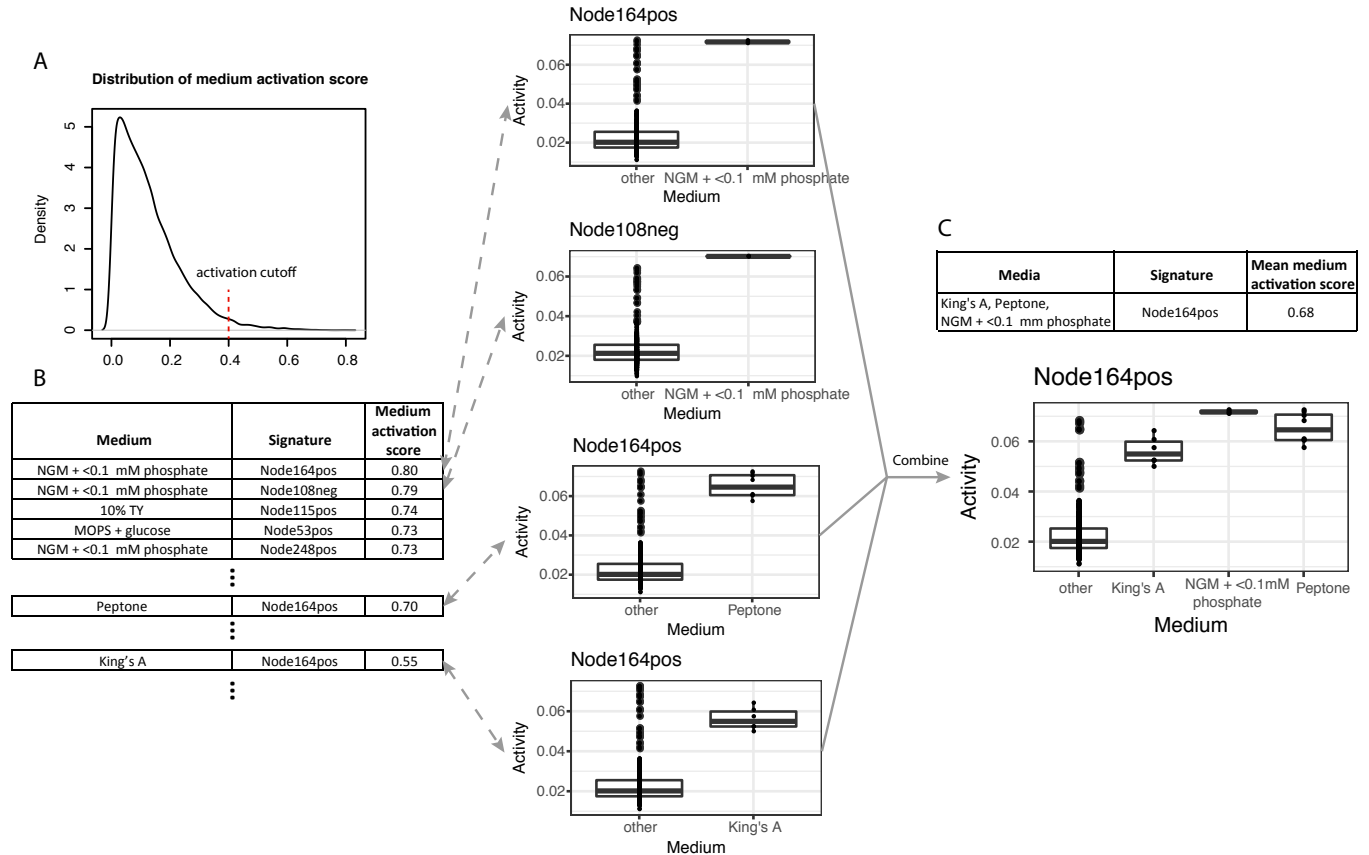 A
Distribution of medium activation score
Density
0
1
2
3
4
5
activation cutoff
0.0 0.2 0.4 0.6 0.8
B
Medium Signature Medium activation score
NGM + <0.1 mM phosphate Node164pos 0.80
NGM + <0.1 mM phosphate Node108neg 0.79
10% TY Node115pos 0.74
MOPS + glucose Node53pos 0.73
NGM + <0.1 mM phosphate Node248pos 0.73
Peptone Node164pos 0.70
King's A Node164pos 0.55
Node164pos
Activity
0.06
0.04
0.02
other NGM + <0.1 mM phosphate
Medium
Node108neg
Activity
0.06
0.04
0.02
other NGM + <0.1 mM phosphate
Medium
Node164pos
Activity
0.06
0.04
0.02
other Peptone
Medium
Node164pos
Activity
0.06
0.04
0.02
other King's A
Medium
Combine
C
Media Signature Mean medium activation score
King's A, Peptone,
NGM + <0.1 mm phosphate Node164pos 0.68
Node164pos
Activity
0.06
0.04
0.02
other King's A NGM + <0.1mM phosphate Peptone
Medium